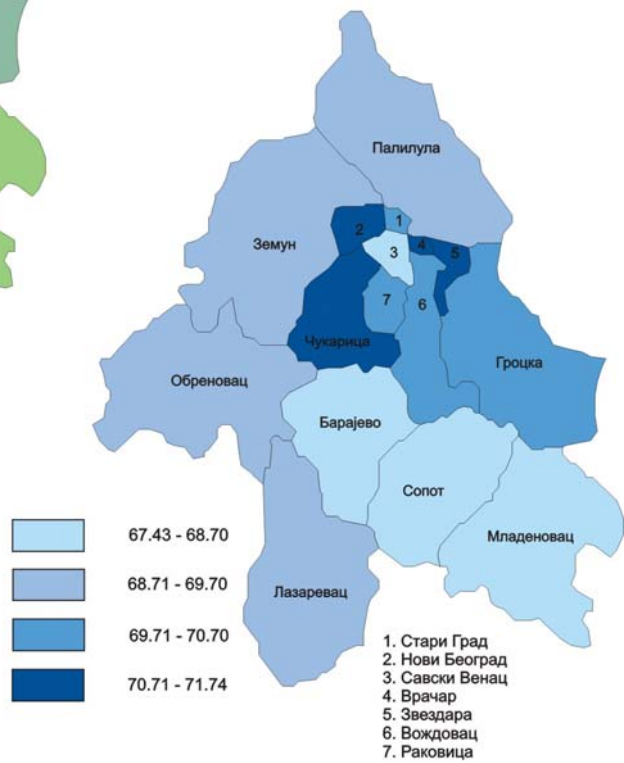 Палилула
1
2
4
5
Земун
3
7
6
Чукарица
Гроцка
Обреновац
Барајево
Сопот
67.43 - 68.70
Младеновац
68.71 - 69.70
Лазаревац
69.71 - 70.70
70.71 - 71.74
1. Стари Град
2. Нови Београд
3. Савски Венац
4. Врачар
5. Звездара
6. Вождовац
7. Раковица